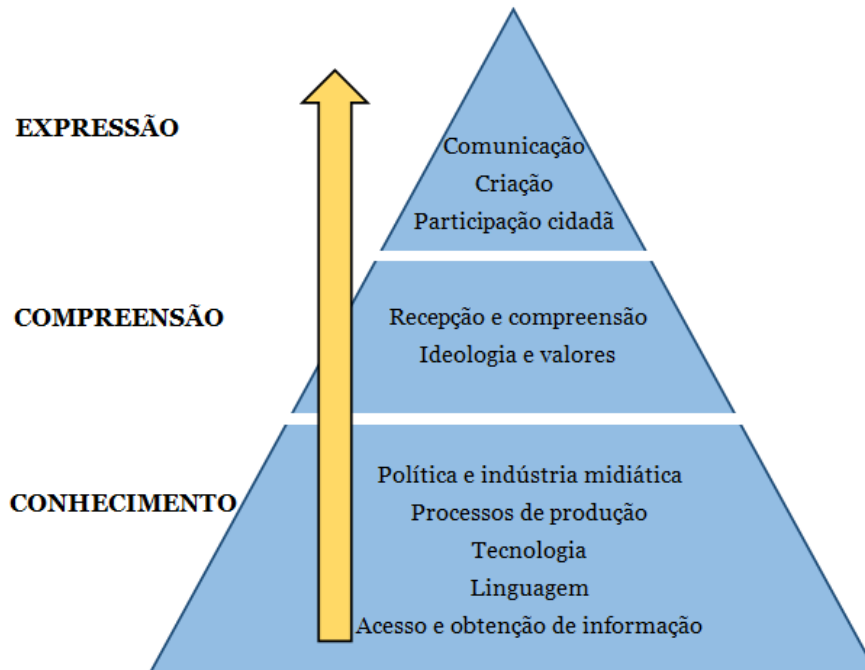 EXPRESSÃO
Comunicação
Criação
Participação cidadã
COMPREENSÃO
Recepção e compreensão
Ideologia e valores
CONHECIMENTO
Política e indústria midiática
Processos de produção
Tecnologia
Linguagem
Acesso e obtenção de informação